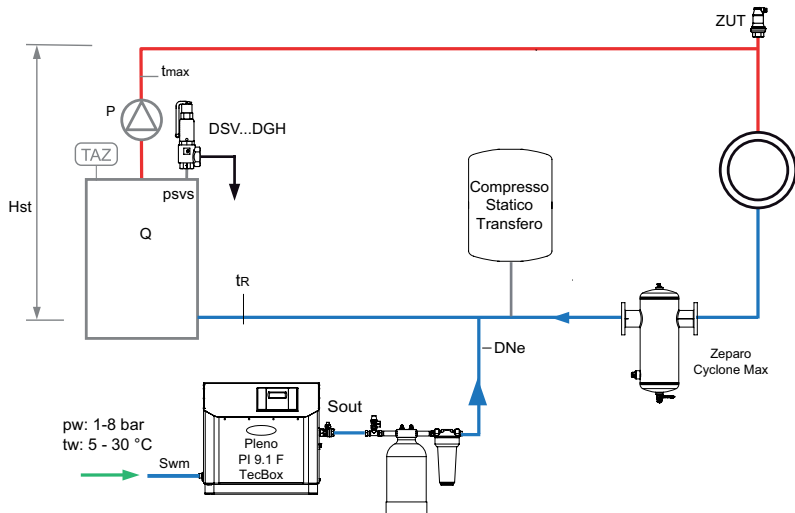 ZUT
tmax
P
DSV...DGH
TAZ
psvs
Hst
Q
Compresso
Statico
Transfero
tR
DNe
Zeparo
Cyclone Max
Sout
pw: 1-8 bar
tw: 5 - 30 °C
Pleno
PI 9.1 F
TecBox
Swm